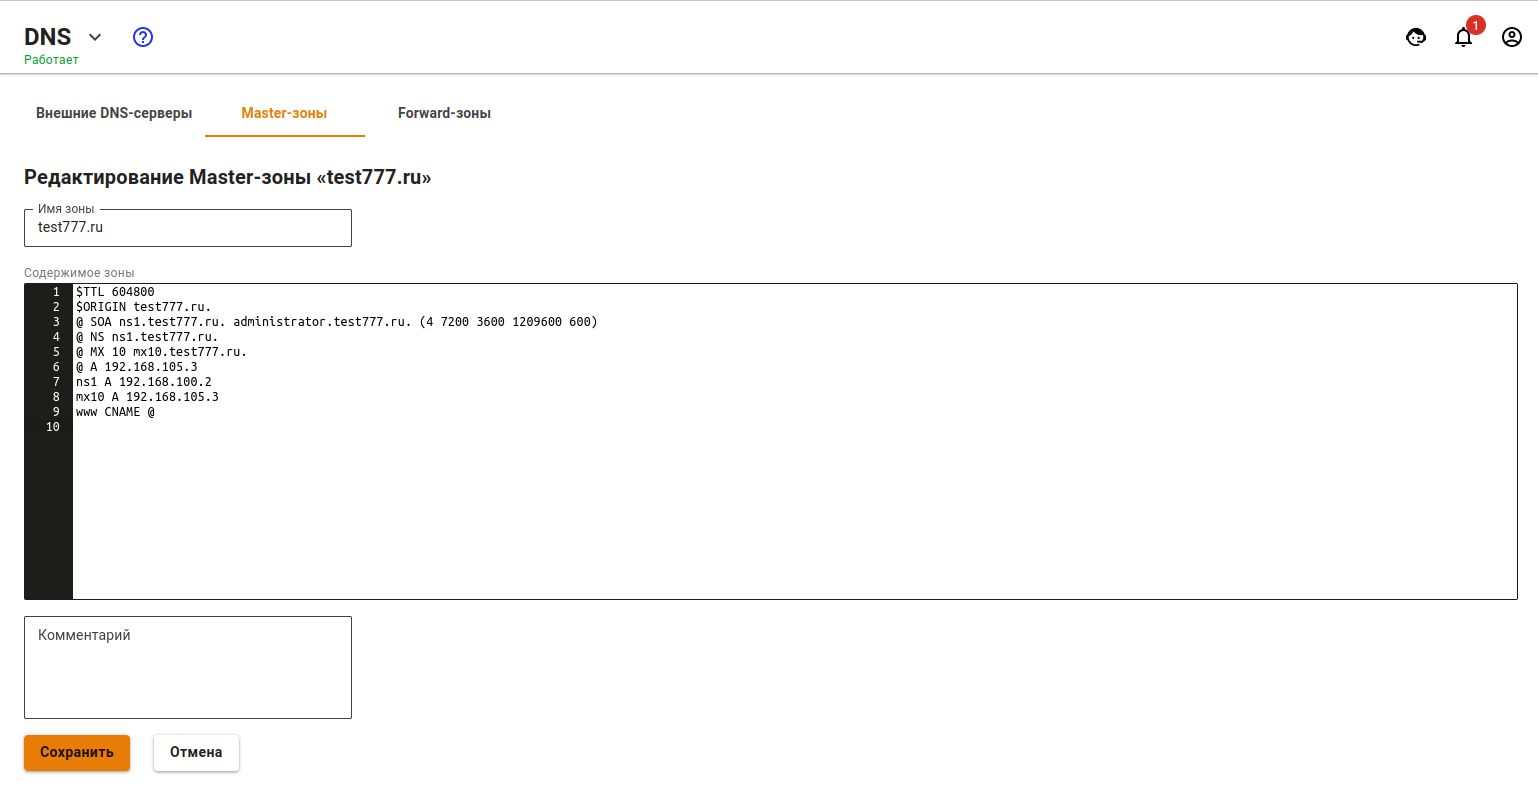 DNS
Работает
1
Внешние DNS-серверы
Master-зоны
Forward-зоны
Редактирование Master-зоны «test777.ru»
Имя зоны
test777.ru
Содержимое зоны
1 $TTL 604800
2 $ORIGIN test777.ru.
3 @ SOA ns1.test777.ru. administrator.test777.ru. (4 7200 3600 1209600 600)
4 @ NS ns1.test777.ru.
5 @ MX 10 mx10.test777.ru.
6 @ A 192.168.105.3
7 ns1 A 192.168.100.2
8 mx10 A 192.168.105.3
9 www CNAME @
10
Комментарий
Сохранить
Отмена